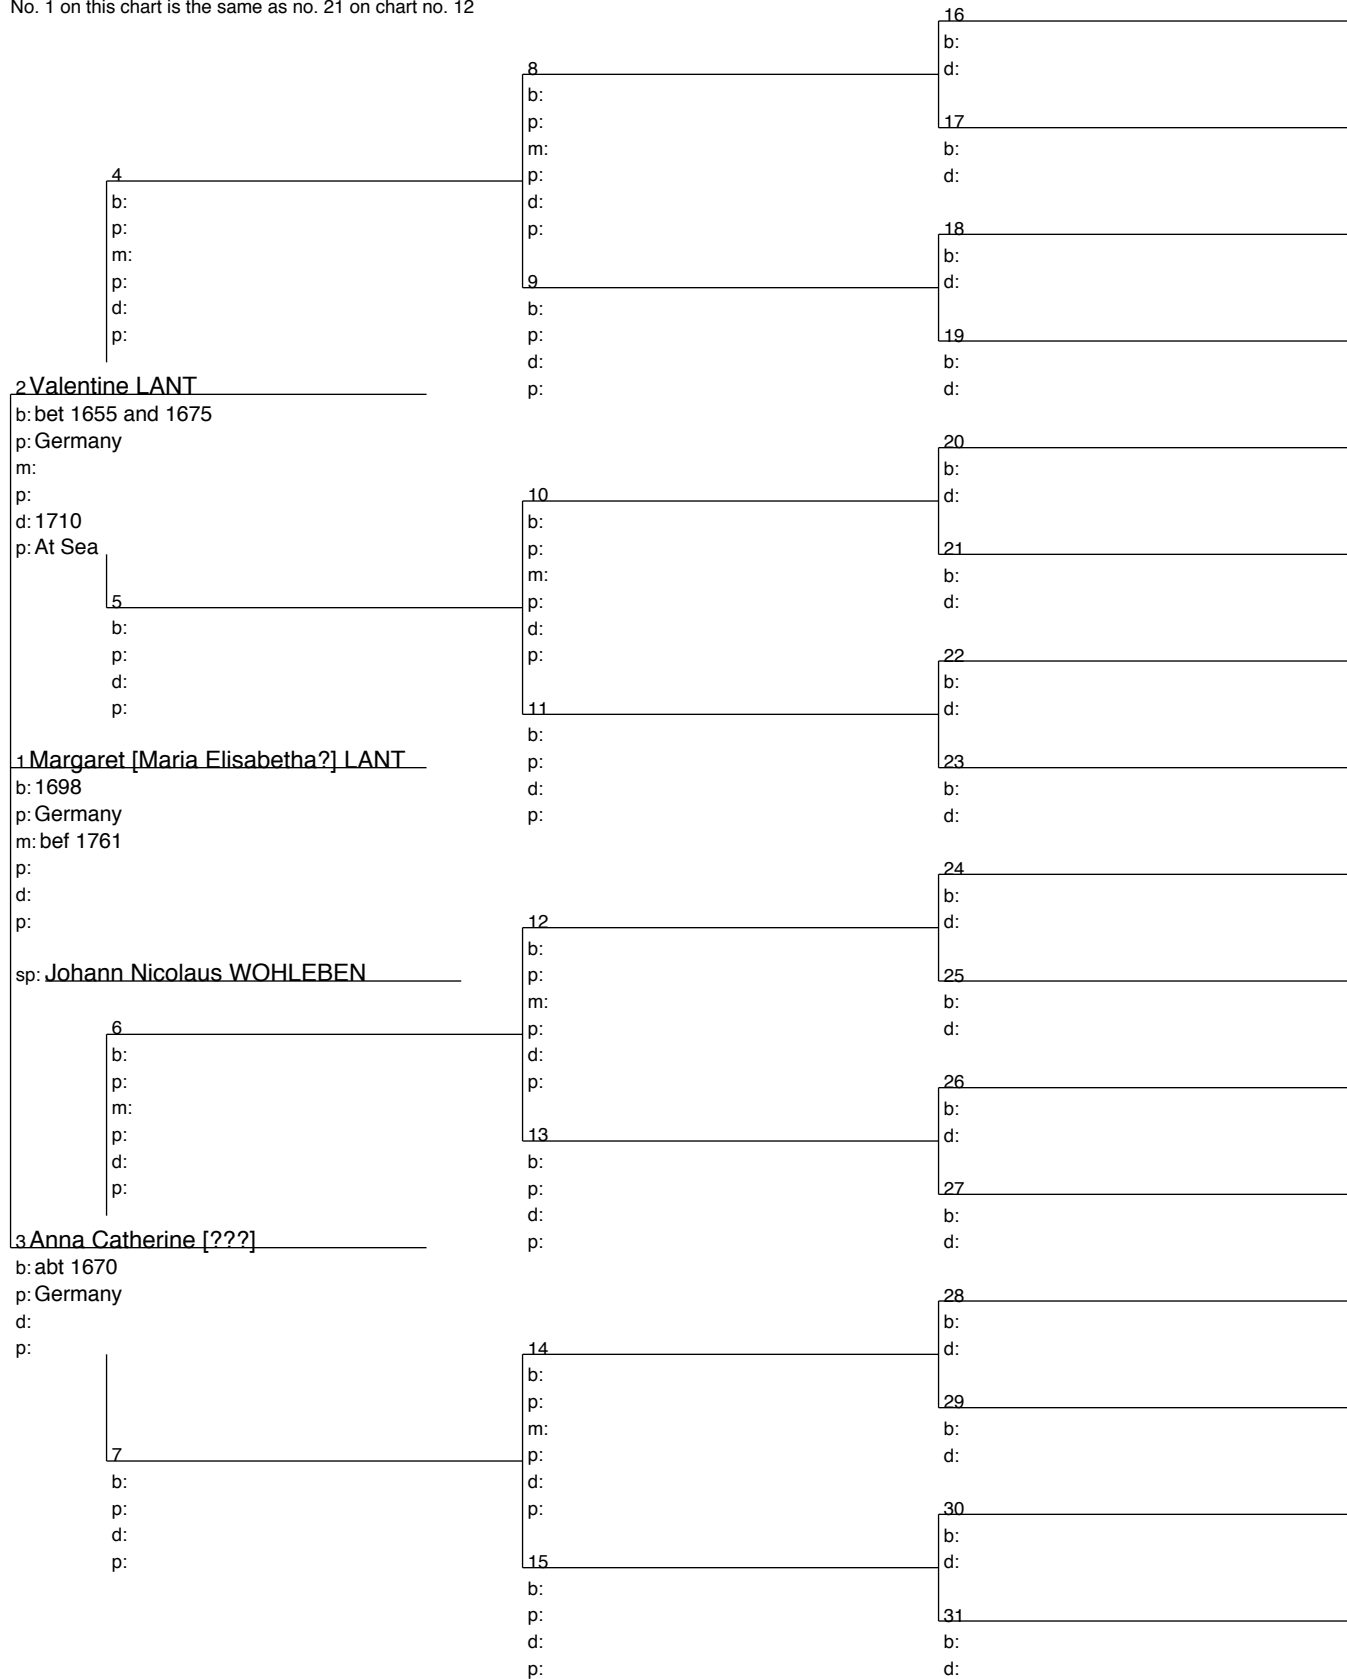 No. 1 on this chart is the same as no. 21 on chart no. 12
2 Valentine LANT
b: bet 1655 and 1675
p: Germany
m:
p:
d: 1710
p: At Sea
1 Margaret [Maria Elisabetha?] LANT
b: 1698
p: Germany
m: bef 1761
p:
d:
p:
sp: Johann Nicolaus WOHLEBEN
3 Anna Catherine [???]
b: abt 1670
p: Germany
d:
p:
4
b:
p:
m:
p:
d:
p:
5
b:
p:
d:
p:
6
b:
p:
m:
p:
d:
p:
7
b:
p:
d:
p:
8
b:
p:
m:
p:
d:
p:
9
b:
p:
d:
p:
10
b:
p:
m:
p:
d:
p:
11
b:
p:
d:
p:
12
b:
p:
m:
p:
d:
p:
13
b:
p:
d:
p:
14
b:
p:
m:
p:
d:
p:
15
b:
p:
d:
p:
16
b:
d:
17
b:
d:
18
b:
d:
19
b:
d:
20
b:
d:
21
b:
d:
22
b:
d:
23
b:
d:
24
b:
d:
25
b:
d:
26
b:
d:
27
b:
d:
28
b:
d:
29
b:
d:
30
b:
d:
31
b:
d: